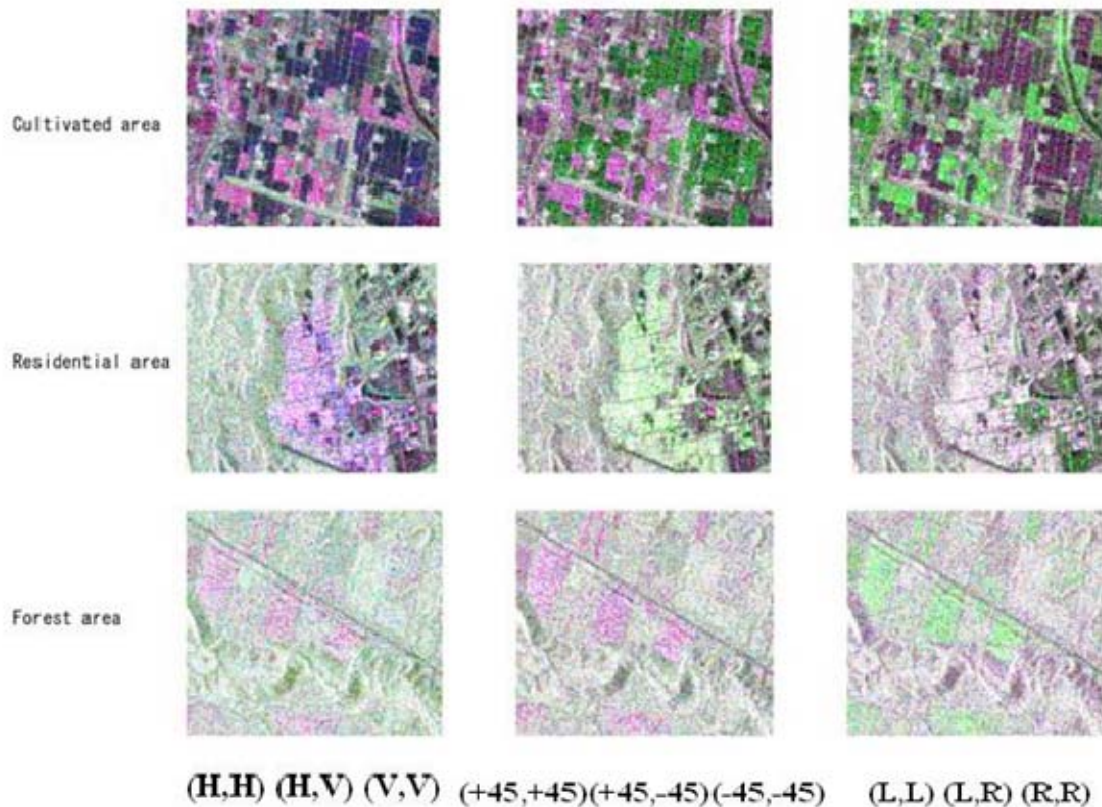 Cultivated area
Residential area
Forest area
(H,H) (H,V) (V,V) (+45,+45)(+45,-45)(-45,-45) (L,L) (L,R) (R,R)